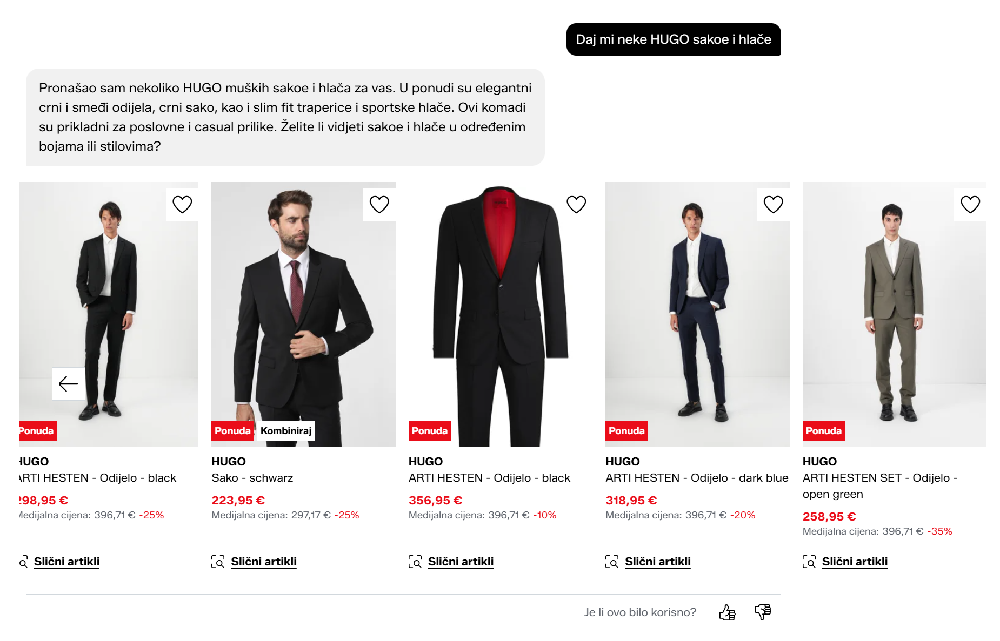 Daj mi neke HUGO sakoe i hlače
Pronašao sam nekoliko HUGO muških sakoe i hlača za vas. U ponudi su elegantni
crni i smeđi odijela, crni sako, kao i slim fit traperice i sportske hlače. Ovi komadi
su prikladni za poslovne i casual prilike. Želite li vidjeti sakoe i hlače u određenim
bojama ili stilovima?
Ponuda
HUGO
ARTI HESTEN - Odijelo - black
298,95 €
Medijalna cijena: 396,71 € -25%
Slični artikli
Ponuda Kombiniraj
HUGO
Sako - schwarz
223,95 €
Medijalna cijena: 297,17 € -25%
Slični artikli
Ponuda
HUGO
ARTI HESTEN - Odijelo - black
356,95 €
Medijalna cijena: 396,71 € -10%
Slični artikli
Ponuda
HUGO
ARTI HESTEN - Odijelo - dark blue
318,95 €
Medijalna cijena: 396,71 € -20%
Slični artikli
Ponuda
HUGO
ARTI HESTEN SET - Odijelo -
open green
258,95 €
Medijalna cijena: 396,71 € -35%
Slični artikli
Je li ovo bilo korisno?